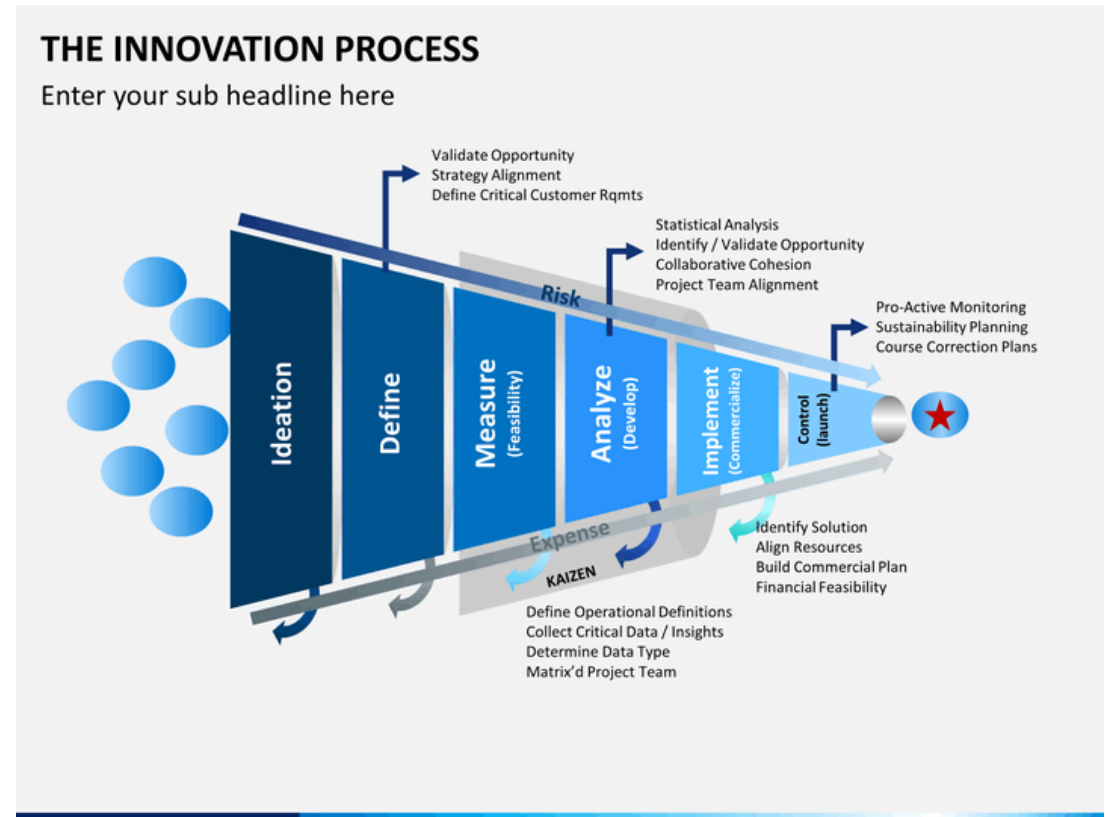 THE INNOVATION PROCESS
Enter your sub headline here
Validate Opportunity
Strategy Alignment
Define Critical Customer Rqmts
Statistical Analysis
Identify / Validate Opportunity
Collaborative Cohesion
Project Team Alignment
Pro-Active Monitoring
Sustainability Planning
Course Correction Plans
Risk
Ideation
Define
Measure
(Feasibility)
Analyze
(Develop)
Implement
(Commercialize)
Control
(launch)
Expense
KAIZEN
Identify Solution
Align Resources
Build Commercial Plan
Financial Feasibility
Define Operational Definitions
Collect Critical Data / Insights
Determine Data Type
Matrix’d Project Team